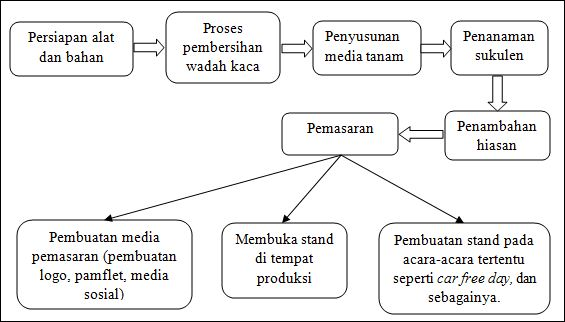 Persiapan alat
dan bahan
Proses
pembersihan
wadah kaca
Penyusunan
media tanam
Penanaman
sukulen
Penambahan
hiasan
Pemasaran
Pembuatan media
pemasaran (pembuatan
logo, pamflet, media
sosial)
Membuka stand
di tempat
produksi
Pembuatan stand pada
acara-acara tertentu
seperti car free day, dan
sebagainya.